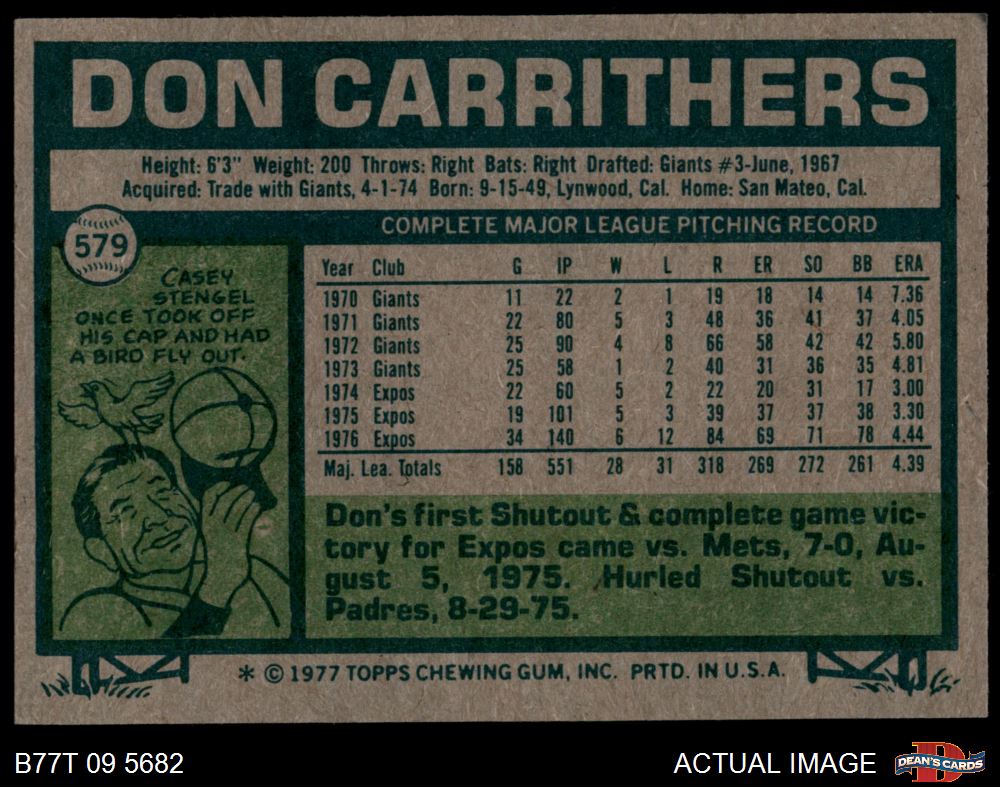 DON CARRITHERS
Height: 6'3" Weight: 200 Throws: Right Bats: Right Drafted: Giants #3-June, 1967
Acquired: Trade with Giants, 4-1-74 Born: 9-15-49, Lynwood, Cal. Home: San Mateo, Cal.
579
COMPLETE MAJOR LEAGUE PITCHING RECORD
CASEY
STENGEL
ONCE TOOK OFF
HIS CAP AND HAD
A BIRD FLY OUT.
Year Club G IP W L R ER SO BB ERA
1970 Giants 11 22 2 1 19 18 14 14 7.36
1971 Giants 22 80 5 3 48 36 41 37 4.05
1972 Giants 25 90 4 8 66 58 42 42 5.80
1973 Giants 25 58 1 2 40 31 36 35 4.81
1974 Expos 22 60 5 2 22 20 31 17 3.00
1975 Expos 19 101 5 3 39 37 37 38 3.30
1976 Expos 34 140 6 12 84 69 71 78 4.44
Maj. Lea. Totals 158 551 28 31 318 269 272 261 4.39
Don's first Shutout & complete game vic-
tory for Expos came vs. Mets, 7-0, Au-
gust 5, 1975. Hurled Shutout vs.
Padres, 8-29-75.
* © 1977 TOPPS CHEWING GUM, INC. PRTD. IN U.S.A.
B77T 09 5682
ACTUAL IMAGE
DEAN'S CARDS